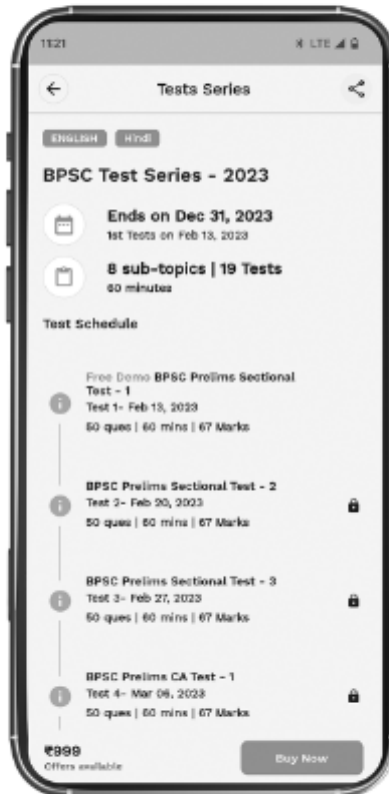 11:21
LTE
Tests Series
ENGLISH Hindi
BPSC Test Series - 2023
Ends on Dec 31, 2023
1st Tests on Feb 13, 2023
8 sub-topics | 19 Tests
60 minutes
Test Schedule
Free Demo BPSC Prelims Sectional
Test - 1
Test 1- Feb 13, 2023
50 ques | 60 mins | 67 Marks
BPSC Prelims Sectional Test - 2
Test 2- Feb 20, 2023
50 ques | 60 mins | 67 Marks
BPSC Prelims Sectional Test - 3
Test 3- Feb 27, 2023
50 ques | 60 mins | 67 Marks
BPSC Prelims CA Test - 1
Test 4- Mar 06, 2023
50 ques | 60 mins | 67 Marks
₹999
Offers available
Buy Now